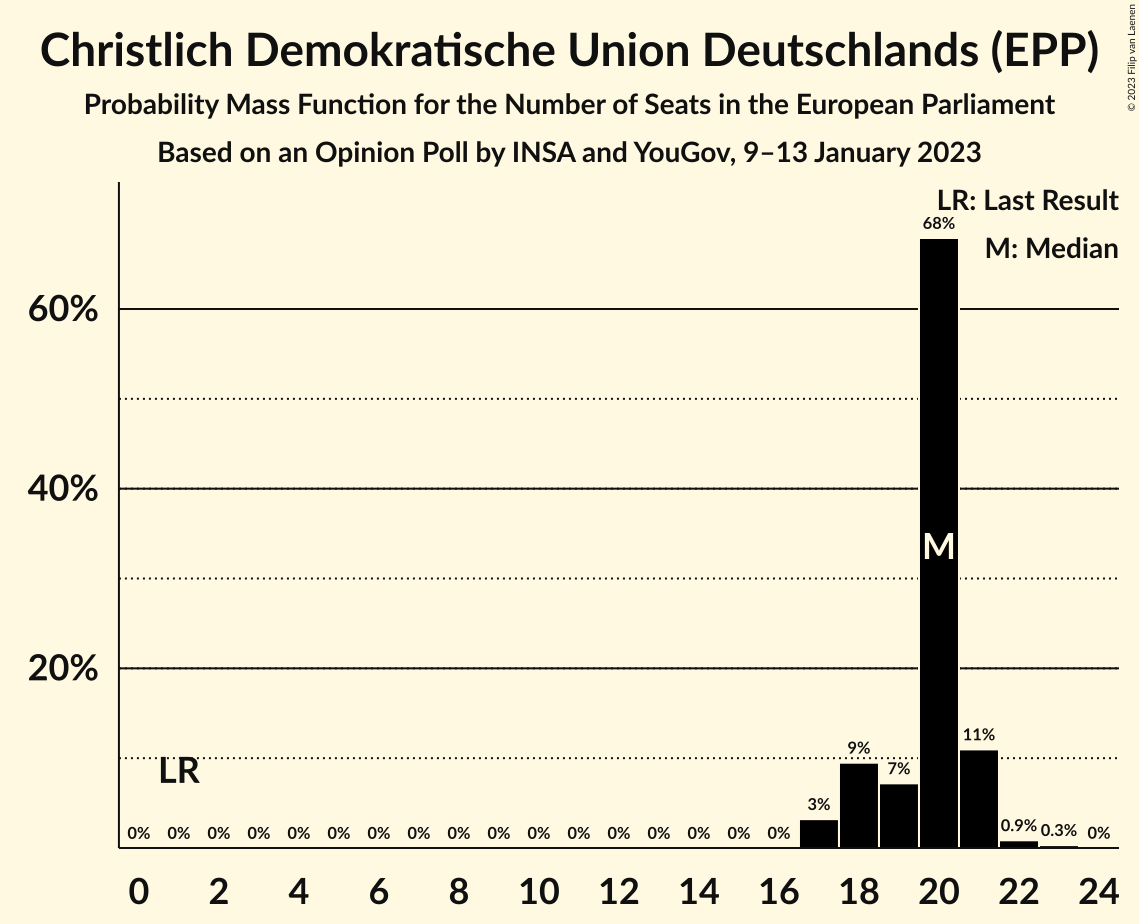 Christlich Demokratische Union Deutschlands (EPP)
Probability Mass Function for the Number of Seats in the European Parliament
Based on an Opinion Poll by INSA and YouGov, 9–13 January 2023
© 2023 Filip van Laenen
LR: Last Result
M: Median
68%
60%
40%
M
20%
11%
LR
9%
7%
3%
0% 0% 0% 0% 0% 0% 0% 0% 0% 0% 0% 0% 0% 0% 0% 0% 0% 0.9% 0.3% 0%
0 2 4 6 8 10 12 14 16 18 20 22 24